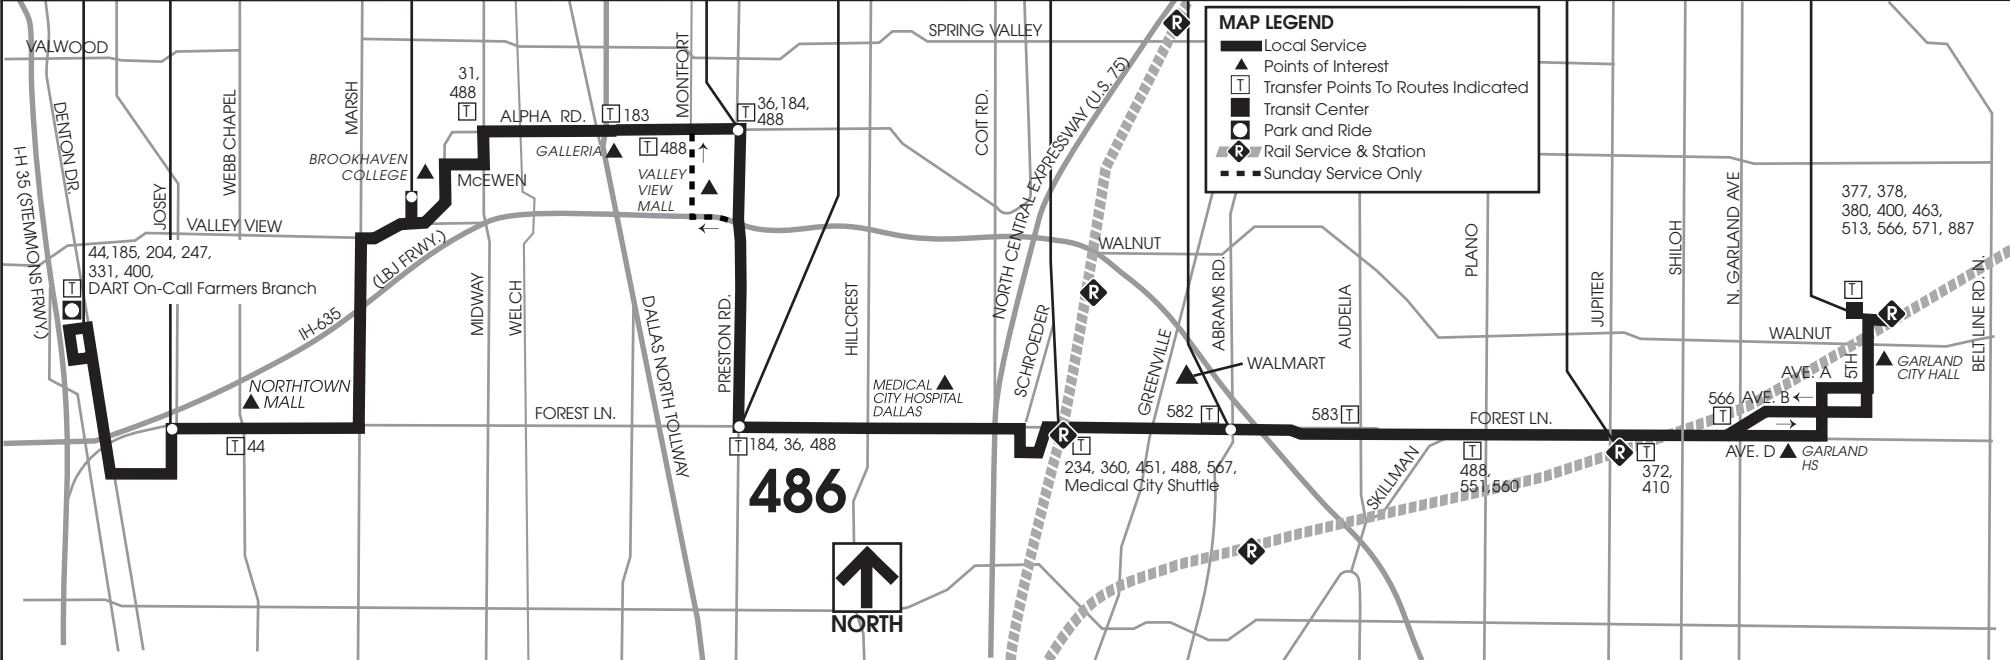 VALWOOD
DENTON DR.
I-H 35 (STEMMONS FRWY.)
JOSEY
WEBB CHAPEL
MARSH
31,
488
T
ALPHA RD.
T 183
MONTFORT
T 36,184,
488
BROOKHAVEN
COLLEGE
McEWEN
GALLERIA
T 488
VALLEY
VIEW
MALL
VALLEY VIEW
(LBJ FRWY.)
IH-635
44,185, 204, 247,
331, 400,
T DART On-Call Farmers Branch
NORTHTOWN
MALL
T 44
MIDWAY
WELCH
FOREST LN.
DALLAS NORTH TOLLWAY
PRESTON RD.
HILLCREST
T 184, 36, 488
486
NORTH
MEDICAL
CITY HOSPITAL
DALLAS
SPRING VALLEY
COIT RD.
NORTH CENTRAL EXPRESSWAY (U.S. 75)
SCHROEDER
R
R
R
T
234, 360, 451, 488, 567,
Medical City Shuttle
WALNUT
GREENVILLE
ABRAMS RD.
WALMART
582 T
R
AUDELIA
583 T
SKILLMAN
FOREST LN.
T
488,
551,560
PLANO
JUPITER
R T
372,
410
SHILOH
N. GARLAND AVE
MAP LEGEND
Local Service
Points of Interest
T Transfer Points To Routes Indicated
Transit Center
Park and Ride
R Rail Service & Station
Sunday Service Only
377, 378,
380, 400, 463,
513, 566, 571, 887
T
R
WALNUT
5TH
GARLAND
CITY HALL
BELT LINE RD. N.
AVE. A
566 AVE. B
T
AVE. D
GARLAND
HS